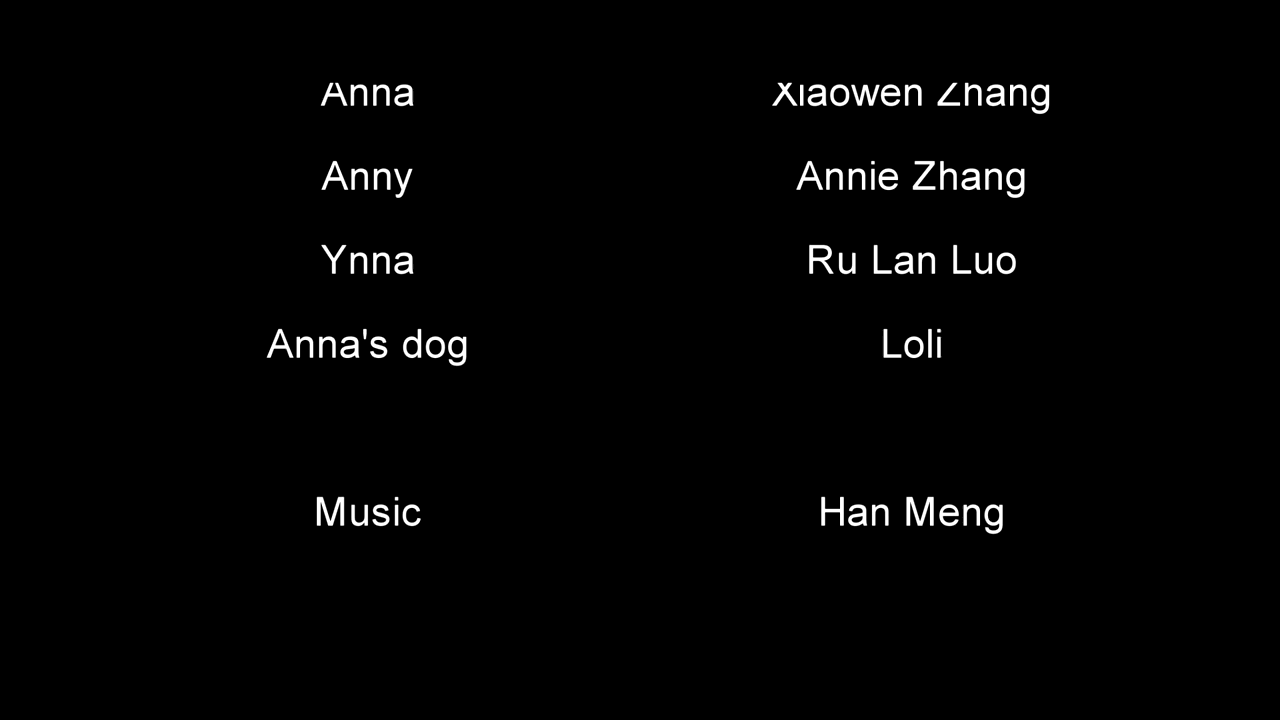 Anna Xiaowen Zhang
Anny Annie Zhang
Ynna Ru Lan Luo
Anna's dog Loli
Music Han Meng